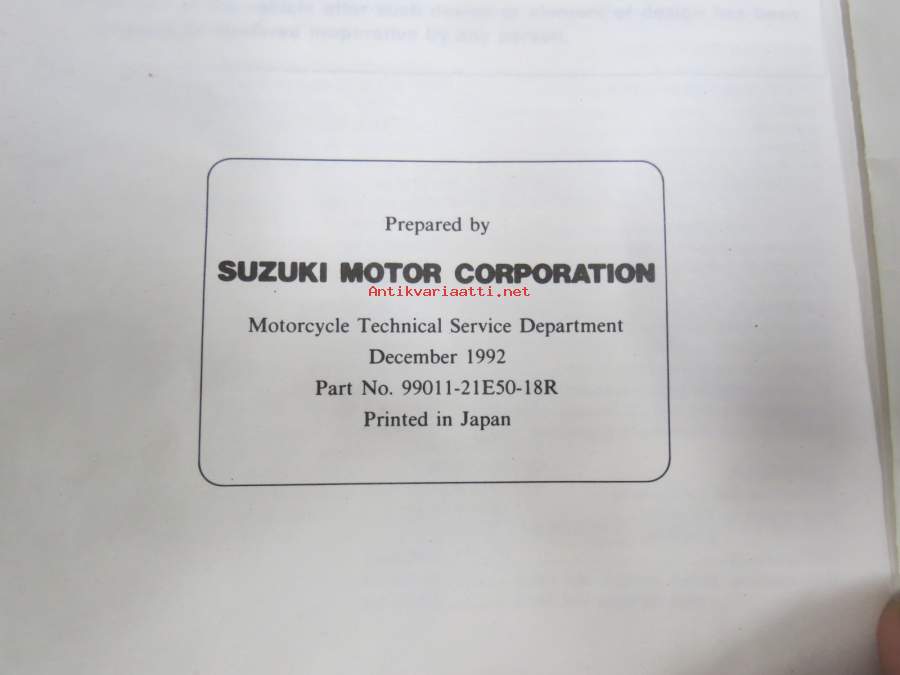 Prepared by
SUZUKI MOTOR CORPORATION
Antikvariaatti.net
Motorcycle Technical Service Department
December 1992
Part No. 99011-21E50-18R
Printed in Japan